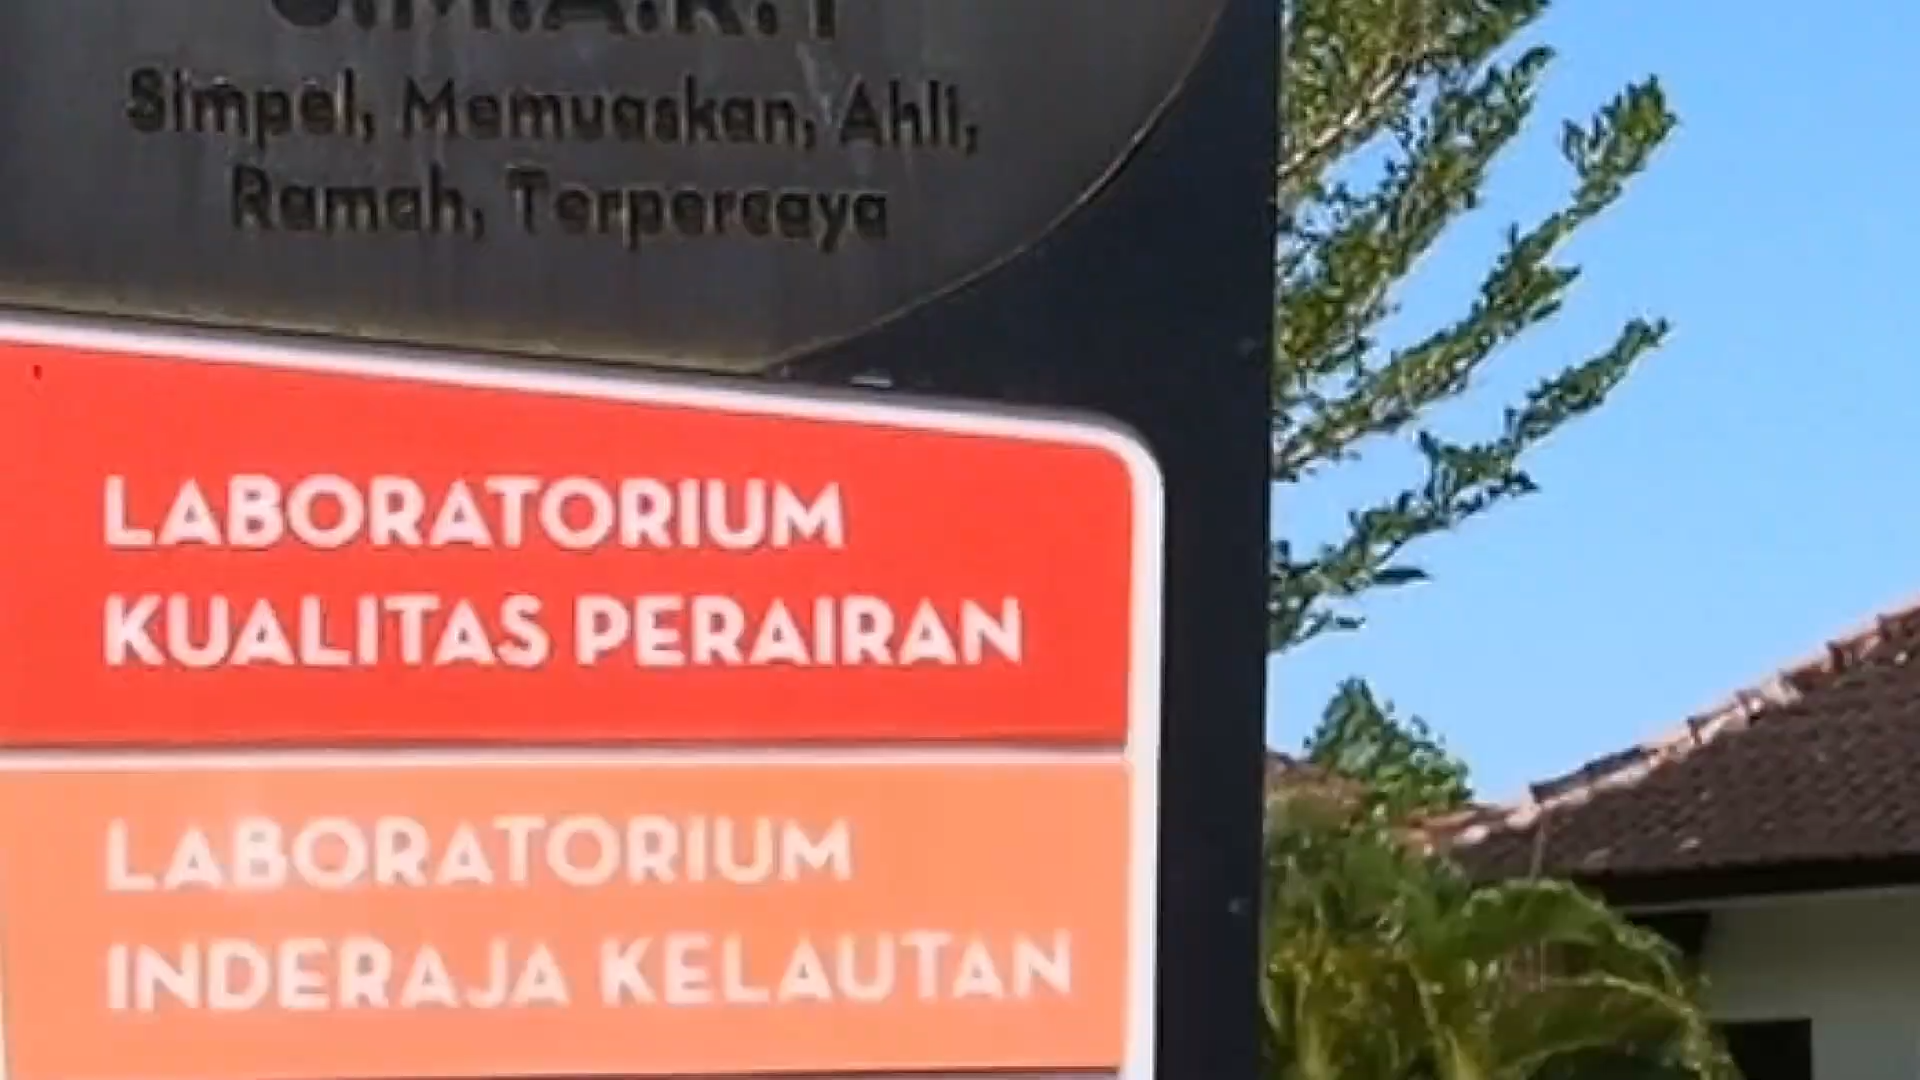 S.M.A.R.T
Simpel, Memuaskan, Ahli,
Ramah, Terpercaya
LABORATORIUM
KUALITAS PERAIRAN
LABORATORIUM
INDERAJA KELAUTAN